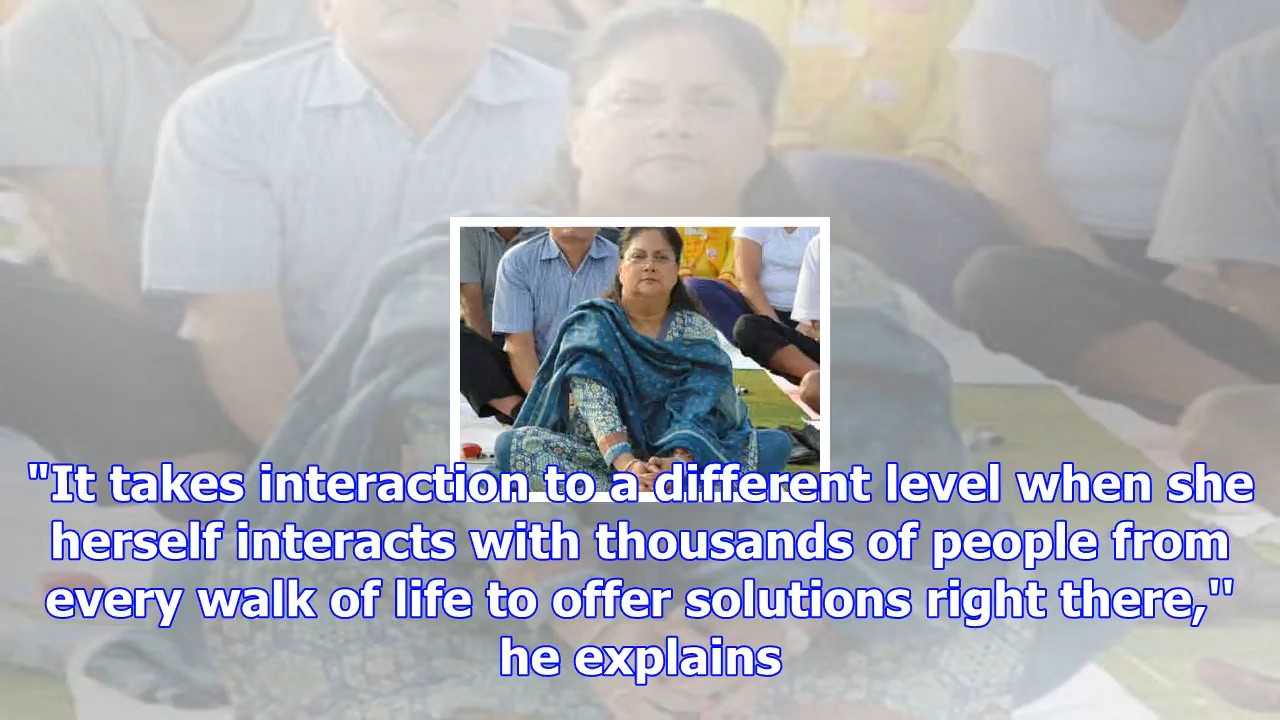 "It takes interaction to a different level when she
herself interacts with thousands of people from
every walk of life to offer solutions right there,''
he explains